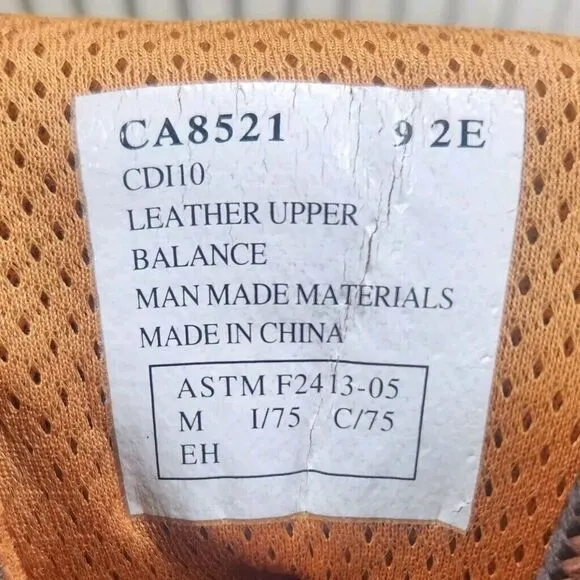 CA8521 9 2E
CDI10
LEATHER UPPER
BALANCE
MAN MADE MATERIALS
MADE IN CHINA
ASTM F2413-05
M I/75 C/75
EH